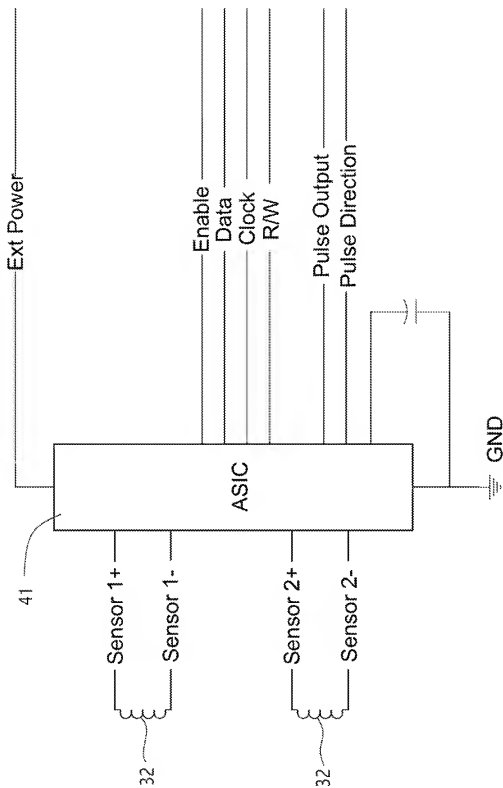 Ext Power
Enable
Data
Clock
R/W
Pulse Output
Pulse Direction
41
ASIC
GND
Sensor 1+
Sensor 1-
Sensor 2+
Sensor 2-
32
32